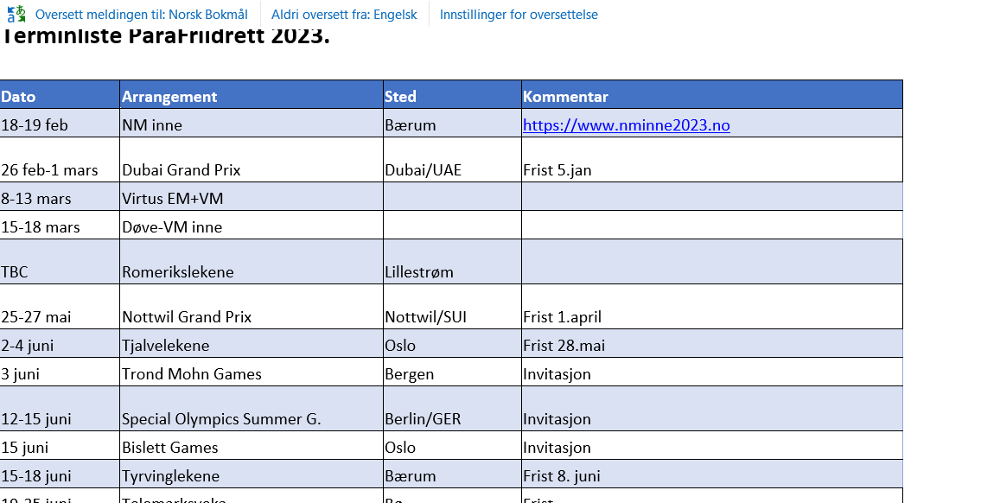 Oversett meldingen til: Norsk Bokmål Aldri oversett fra: Engelsk Innstillinger for oversettelse
Terminliste ParaFriidrett 2023.
Dato Arrangement Sted Kommentar
18-19 feb NM inne Bærum https://www.nminne2023.no
26 feb-1 mars Dubai Grand Prix Dubai/UAE Frist 5.jan
8-13 mars Virtus EM+VM
15-18 mars Døve-VM inne
TBC Romerikslekene Lillestrøm
25-27 mai Nottwil Grand Prix Nottwil/SUI Frist 1.april
2-4 juni Tjalvelekene Oslo Frist 28.mai
3 juni Trond Mohn Games Bergen Invitasjon
12-15 juni Special Olympics Summer G. Berlin/GER Invitasjon
15 juni Bislett Games Oslo Invitasjon
15-18 juni Tyrvinglekene Bærum Frist 8. juni
19-25 juni Telemarksveka Bø Frist